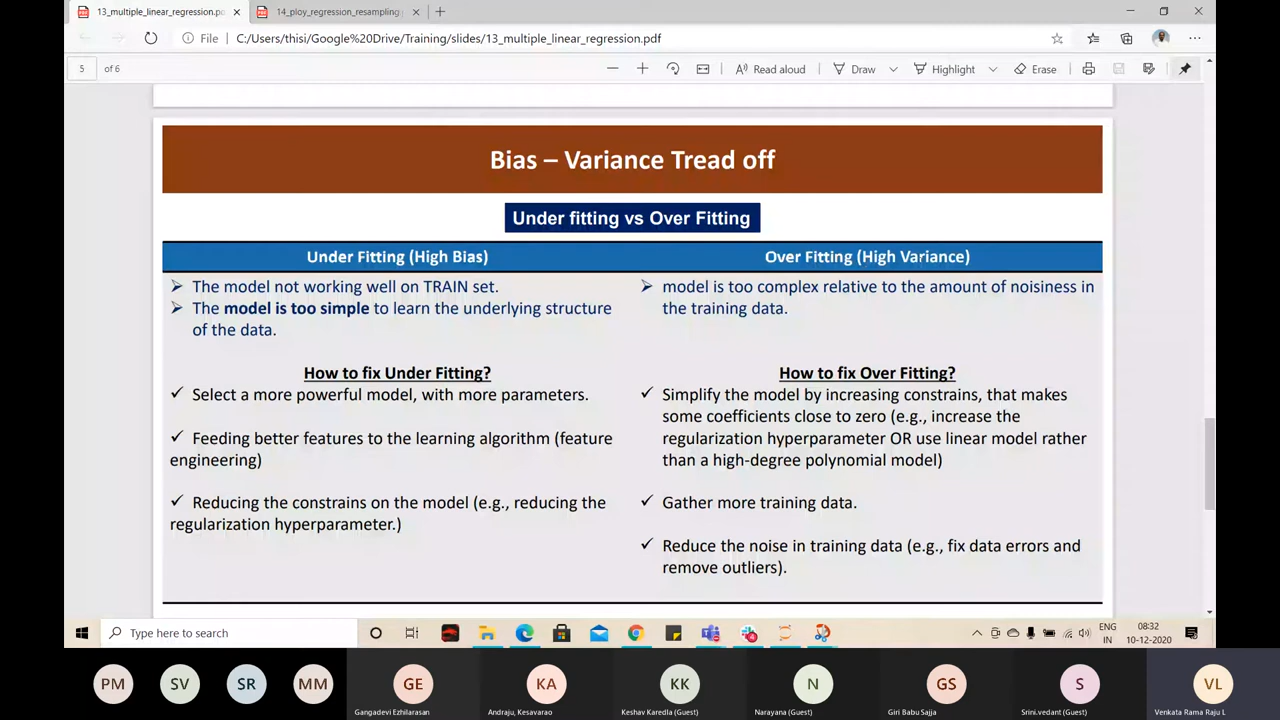 13_multiple_linear_regression.pd
14_ploy_regression_resampling.
File
C:/Users/thisi/Google%20Drive/Training/slides/13_multiple_linear_regression.pdf
5 of 6
Read aloud
Draw
Highlight
Erase
Bias – Variance Tread off
Under fitting vs Over Fitting
Under Fitting (High Bias)
The model not working well on TRAIN set.
The model is too simple to learn the underlying structure
of the data.
How to fix Under Fitting?
Select a more powerful model, with more parameters.
Feeding better features to the learning algorithm (feature
engineering)
Reducing the constrains on the model (e.g., reducing the
regularization hyperparameter.)
Over Fitting (High Variance)
model is too complex relative to the amount of noisiness in
the training data.
How to fix Over Fitting?
Simplify the model by increasing constrains, that makes
some coefficients close to zero (e.g., increase the
regularization hyperparameter OR use linear model rather
than a high-degree polynomial model)
Gather more training data.
Reduce the noise in training data (e.g., fix data errors and
remove outliers).
Type here to search
ENG
IN
08:32
10-12-2020
PM
SV
SR
MM
GE
KA
KK
N
GS
S
VL
Gangadevi Ezhilarasan
Andraju, Kesavarao
Keshav Karedla (Guest)
Narayana (Guest)
Giri Babu Sajja
Srini.vedant (Guest)
Venkata Rama Raju L